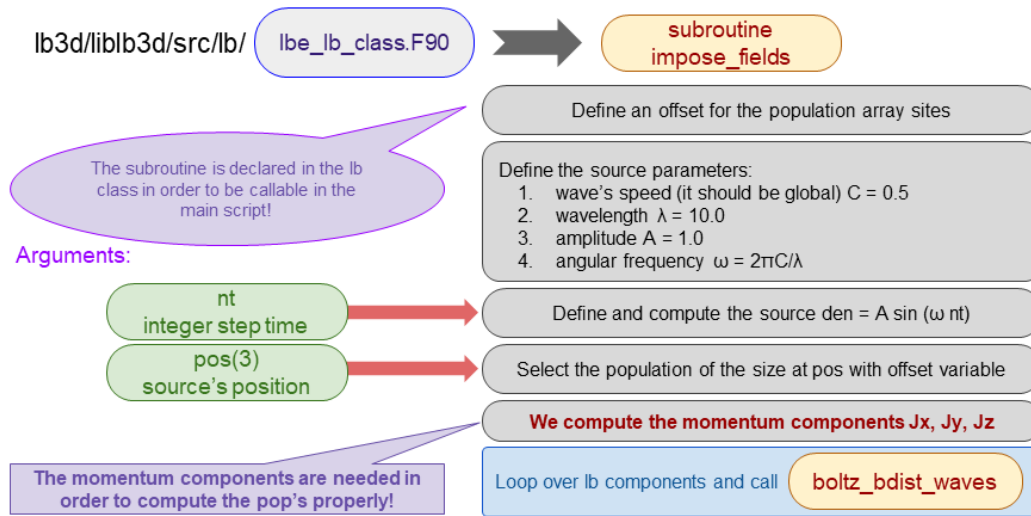 lb3d/liblb3d/src/lb/ lbe_lb_class.F90
subroutine
impose_fields
Define an offset for the population array sites
The subroutine is declared in the lb
class in order to be callable in the
main script!
Define the source parameters:
1. wave's speed (it should be global) C = 0.5
2. wavelength λ = 10.0
3. amplitude A = 1.0
4. angular frequency ω = 2πC/λ
Arguments:
nt
integer step time
Define and compute the source den = A sin (ω nt)
pos(3)
source's position
Select the population of the size at pos with offset variable
We compute the momentum components Jx, Jy, Jz
The momentum components are needed in
order to compute the pop's properly!
Loop over lb components and call boltz_bdist_waves